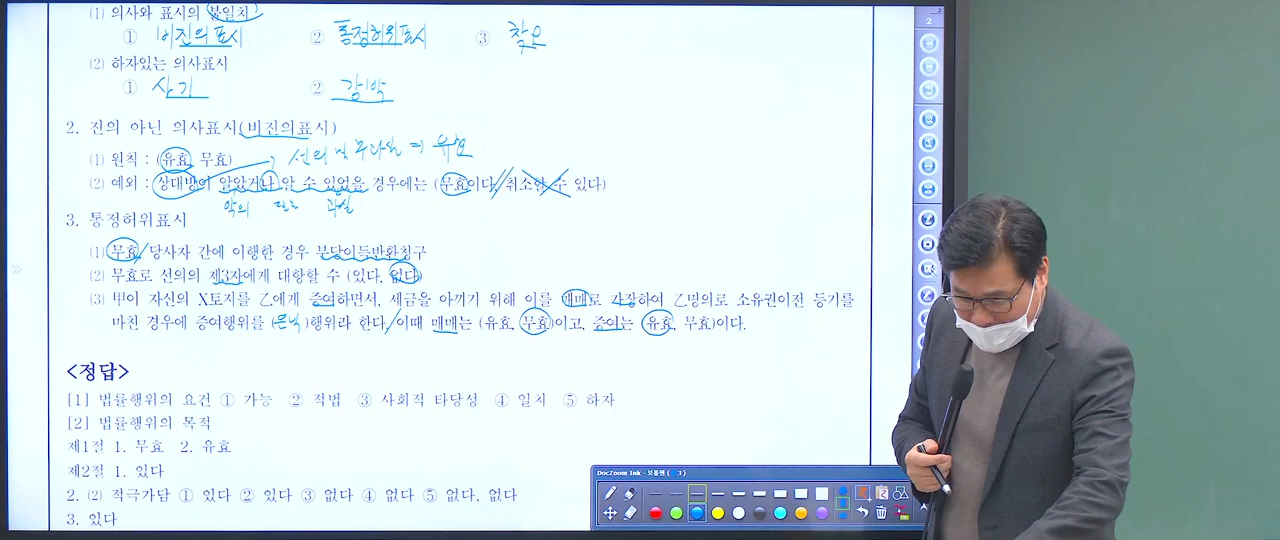 (1) 의사와 표시의 불일치
① 비진의표시 ② 통정허위표시 ③ 착오
(2) 하자있는 의사표시
① 사기 ② 강박
2. 진의 아닌 의사표시(비진의표시)
선의 및 무과실 ⇒ 유효
(1) 원칙 : (유효, 무효)
(2) 예외 : 상대방이 알았거나 알 수 있었을 경우에는 (무효이다, 취소할 수 있다)
악의 또는 과실
3. 통정허위표시
(1) 무효, 당사자 간에 이행한 경우 부당이득반환청구
(2) 무효로 선의의 제3자에게 대항할 수 (있다, 없다)
(3) 甲이 자신의 X토지를 乙에게 증여하면서, 세금을 아끼기 위해 이를 매매로 가장하여 乙명의로 소유권이전 등기를
마친 경우에 증여행위를 (은닉)행위라 한다. 이때 매매는 (유효, 무효)이고, 증여는 (유효, 무효)이다.
<정답>
[1] 법률행위의 요건 ① 가능 ② 적법 ③ 사회적 타당성 ④ 일치 ⑤ 하자
[2] 법률행위의 목적
제1절 1. 무효 2. 유효
제2절 1. 있다
2. (2) 적극가담 ① 있다 ② 있다 ③ 없다 ④ 없다 ⑤ 없다, 없다
3. 있다
2